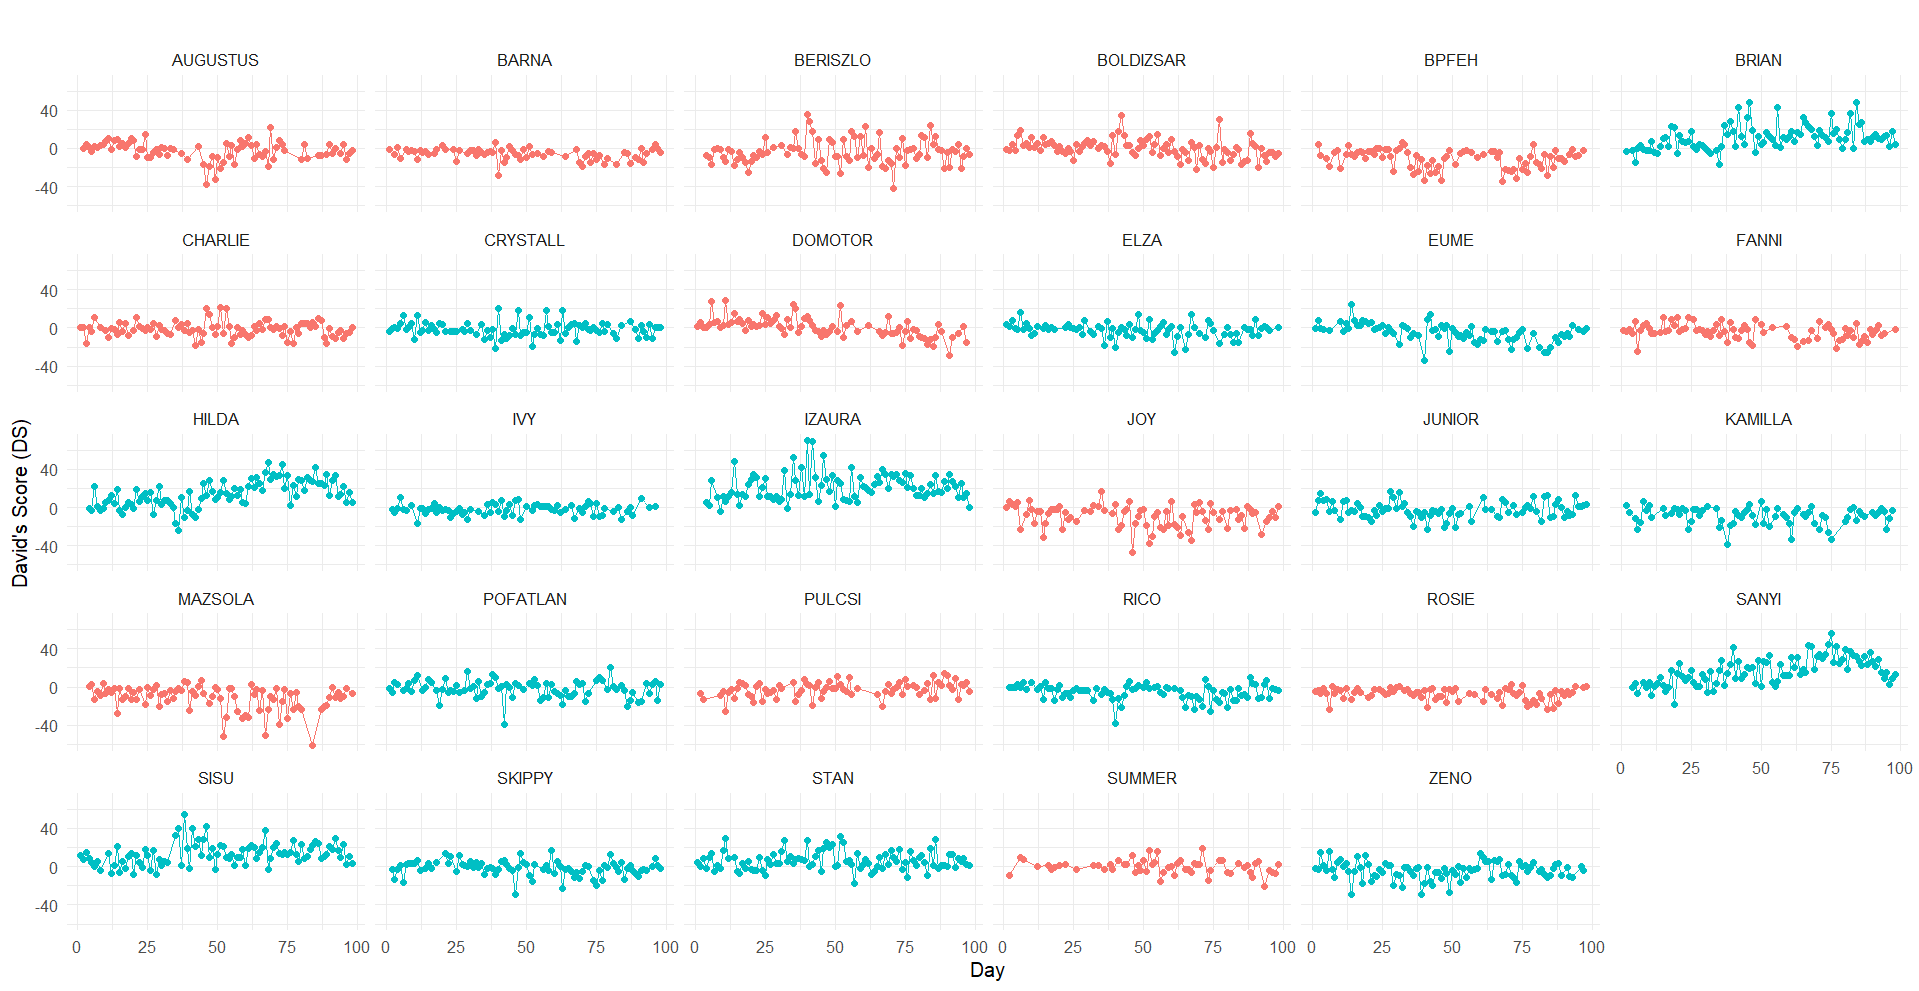 AUGUSTUS BARNA BERISZLO BOLDIZSAR BPFEH BRIAN
40
0
-40
CHARLIE CRYSTALL DOMOTOR ELZA EUME FANNI
40
0
-40
HILDA IVY IZAURA JOY JUNIOR KAMILLA
40
0
-40
David's Score (DS)
MAZSOLA POFATLAN PULCSI RICO ROSIE SANYI
40
0
-40
0 25 50 75 100
SISU SKIPPY STAN SUMMER ZENO
40
0
-40
0 25 50 75 100 0 25 50 75 100 0 25 50 75 100 0 25 50 75 100 0 25 50 75 100
Day